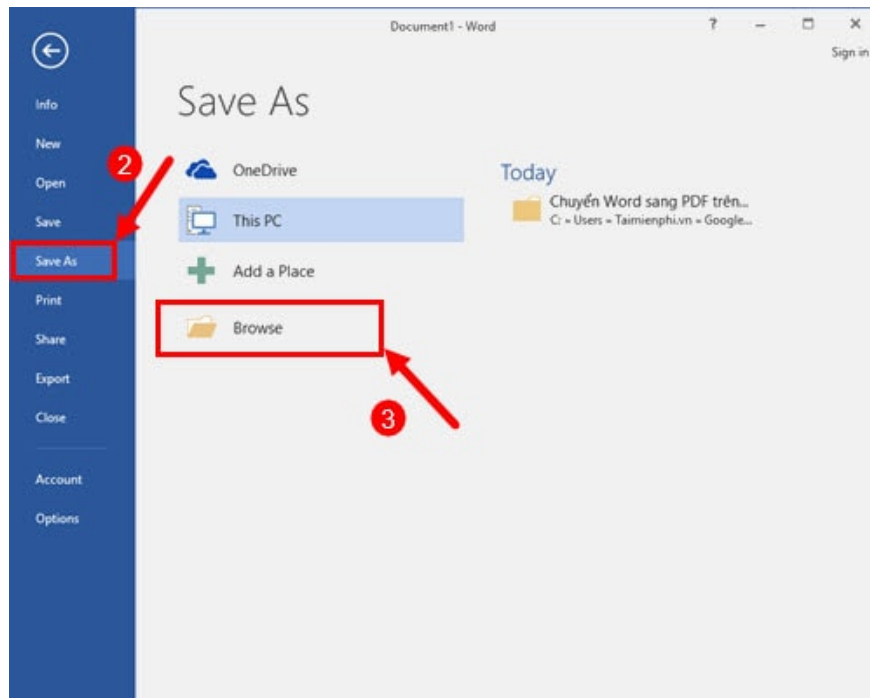 Document1 - Word
?
Sign in
Info
New
Open
Save
Save As
Print
Share
Export
Close
Account
Options
2
Save As
OneDrive
This PC
Add a Place
Browse
3
Today
Chuyển Word sang PDF trên...
C: » Users » Taimienphi.vn » Google...